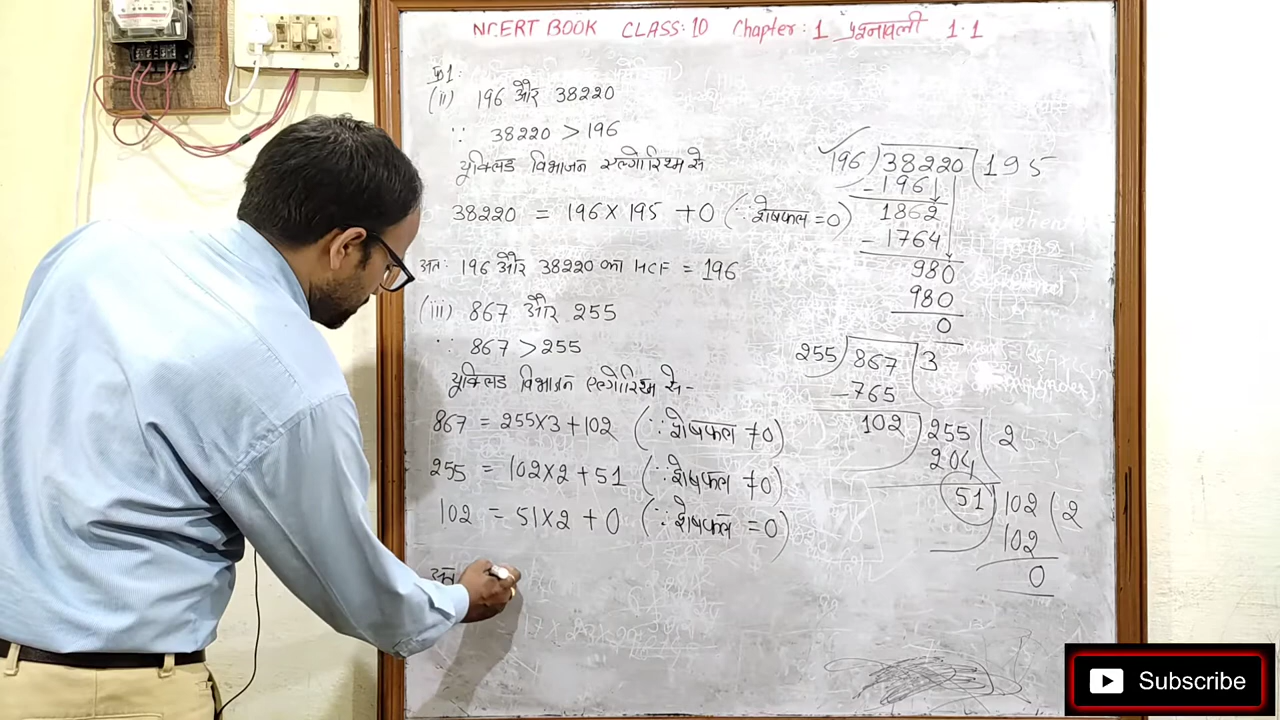 NCERT BOOK CLASS: 10 Chapter: 1 प्रश्नावली 1.1
प्र1.
(ii) 196 और 38220
∵ 38220 > 196
यूक्लिड विभाजन एल्गोरिथ्म से
38220 = 196 × 195 + 0 (∵ शेषफल = 0)
अतः 196 और 38220 का HCF = 196
(iii) 867 और 255
∵ 867 > 255
यूक्लिड विभाजन एल्गोरिथ्म से -
867 = 255 × 3 + 102 (∵ शेषफल ≠ 0)
255 = 102 × 2 + 51 (∵ शेषफल ≠ 0)
102 = 51 × 2 + 0 (∵ शेषफल = 0)
अत
196 ) 38220 ( 195
- 196
1862
- 1764
980
980
0
255 ) 867 ( 3
- 765
102 ) 255 ( 2
204
51 ) 102 ( 2
102
0
Subscribe